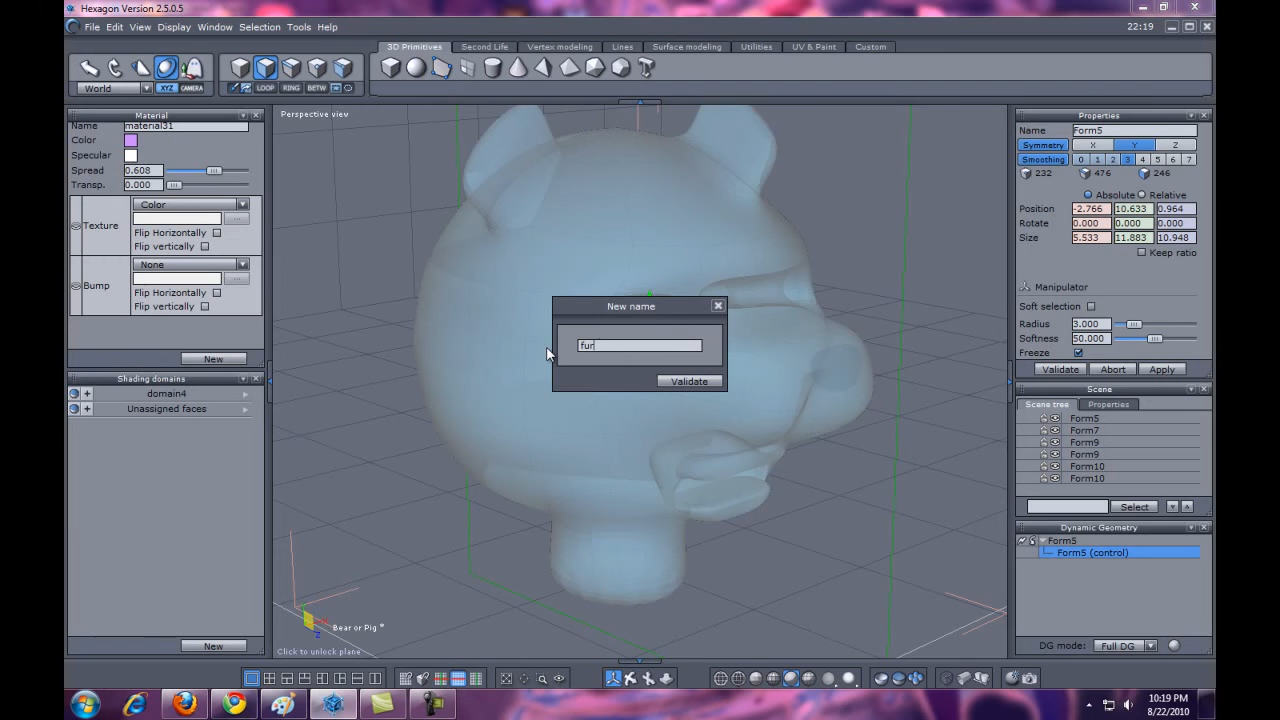 Hexagon Version 2.5.0.5
File Edit View Display Window Selection Tools Help
22:19
3D Primitives Second Life Vertex modeling Lines Surface modeling Utilities UV & Paint Custom
World
XYZ CAMERA
LOOP RING BETW
Material
Name material31
Color
Specular
Spread 0.608
Transp. 0.000
Texture
Color
...
Flip Horizontally
Flip vertically
Bump
None
...
Flip Horizontally
Flip vertically
New
Shading domains
domain4
Unassigned faces
New
Perspective view
New name
fur
Validate
Bear or Pig *
Click to unlock plane
X
Z
Properties
Name Form5
Symmetry X Y Z
Smoothing 0 1 2 3 4 5 6 7
232 476 246
Absolute Relative
Position -2.766 10.633 0.964
Rotate 0.000 0.000 0.000
Size 5.533 11.883 10.948
Keep ratio
Manipulator
Soft selection
Radius 3.000
Softness 50.000
Freeze
Validate Abort Apply
Scene
Scene tree Properties
Form5
Form7
Form9
Form9
Form10
Form10
Select
Dynamic Geometry
Form5
Form5 (control)
DG mode: Full DG
10:19 PM
8/22/2010